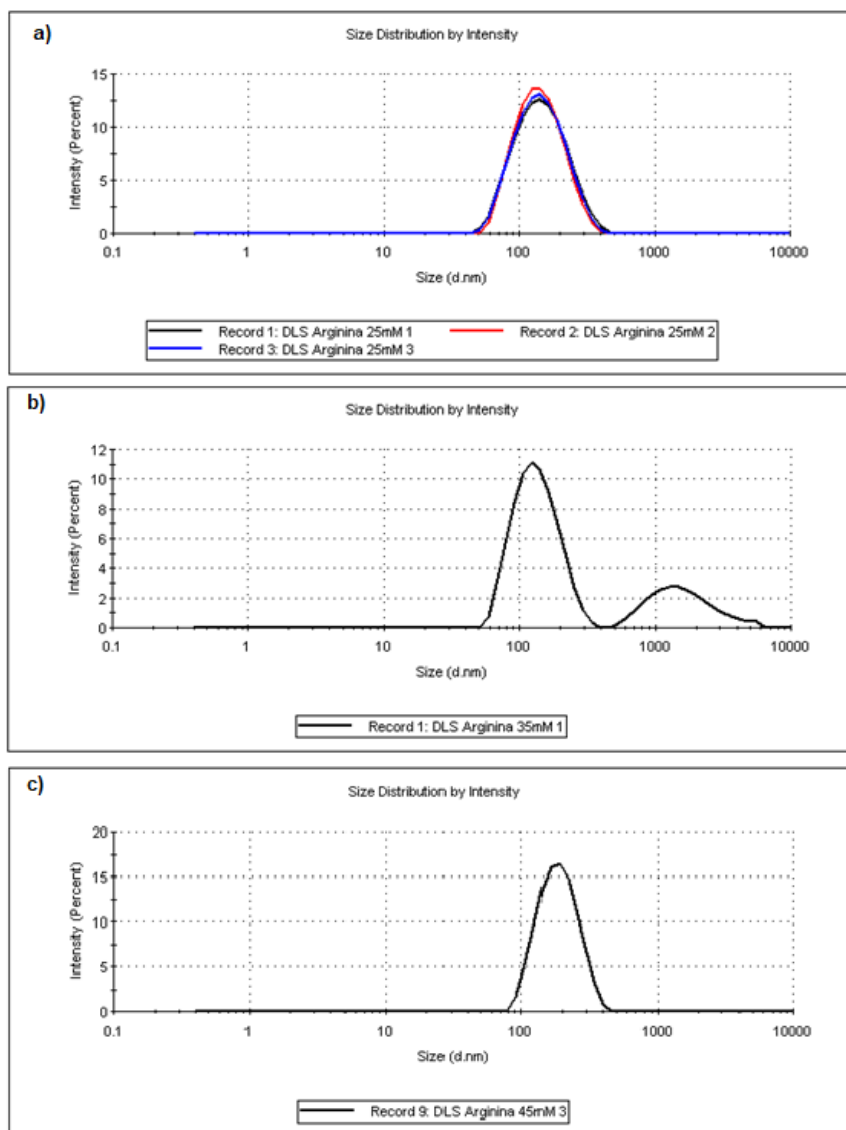 a)
Size Distribution by Intensity
Intensity (Percent)
15
10
5
0
0.1 1 10 100 1000 10000
Size (d.nm)
Record 1: DLS Arginina 25mM 1 Record 2: DLS Arginina 25mM 2
Record 3: DLS Arginina 25mM 3
b)
Size Distribution by Intensity
Intensity (Percent)
12
10
8
6
4
2
0
0.1 1 10 100 1000 10000
Size (d.nm)
Record 1: DLS Arginina 35mM 1
c)
Size Distribution by Intensity
Intensity (Percent)
20
15
10
5
0
0.1 1 10 100 1000 10000
Size (d.nm)
Record 9: DLS Arginina 45mM 3